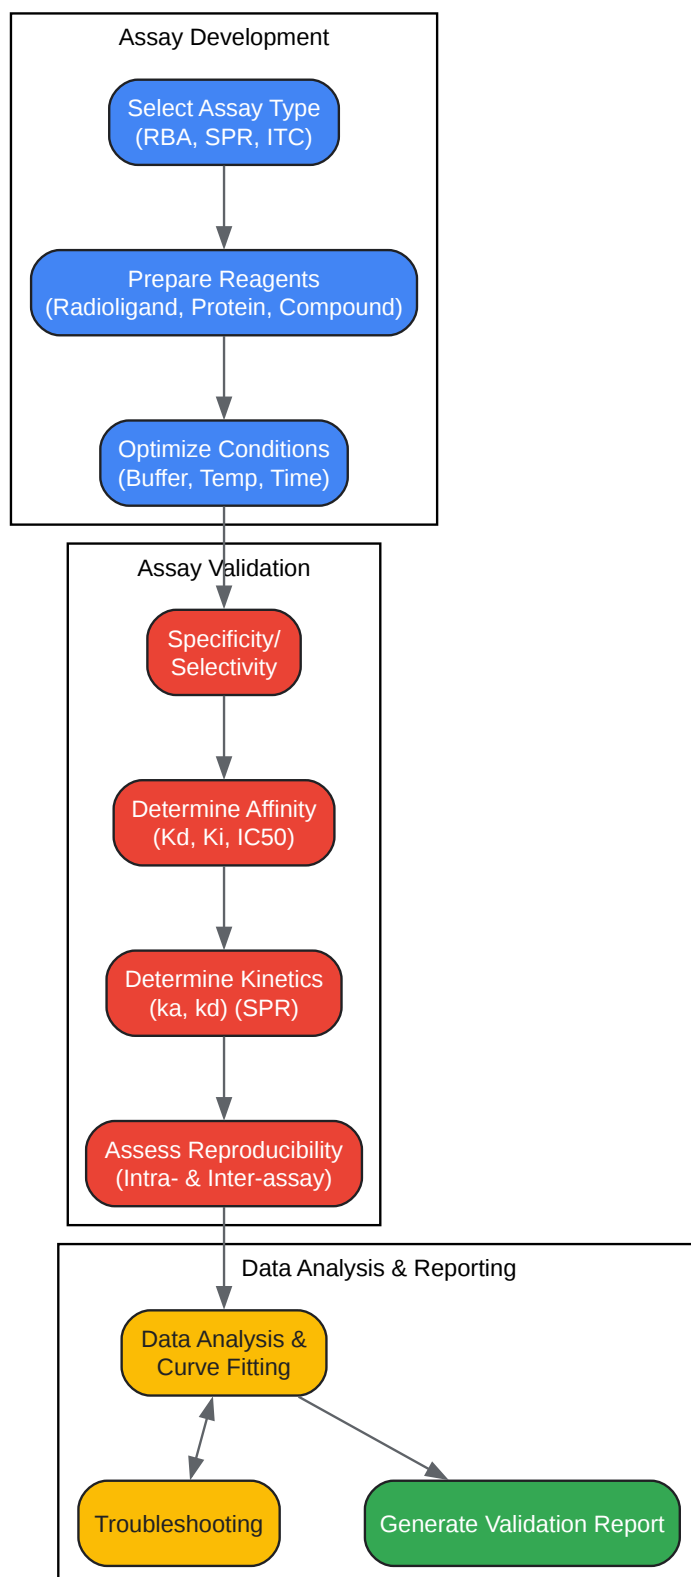 Assay Development
Select Assay Type
(RBA, SPR, ITC)
Prepare Reagents
(Radioligand, Protein, Compound)
Optimize Conditions
(Buffer, Temp, Time)
Assay Validation
Specificity/
Selectivity
Determine Affinity
(Kd, Ki, IC50)
Determine Kinetics
(ka, kd) (SPR)
Assess Reproducibility
(Intra- & Inter-assay)
Data Analysis & Reporting
Data Analysis &
Curve Fitting
Troubleshooting
Generate Validation Report